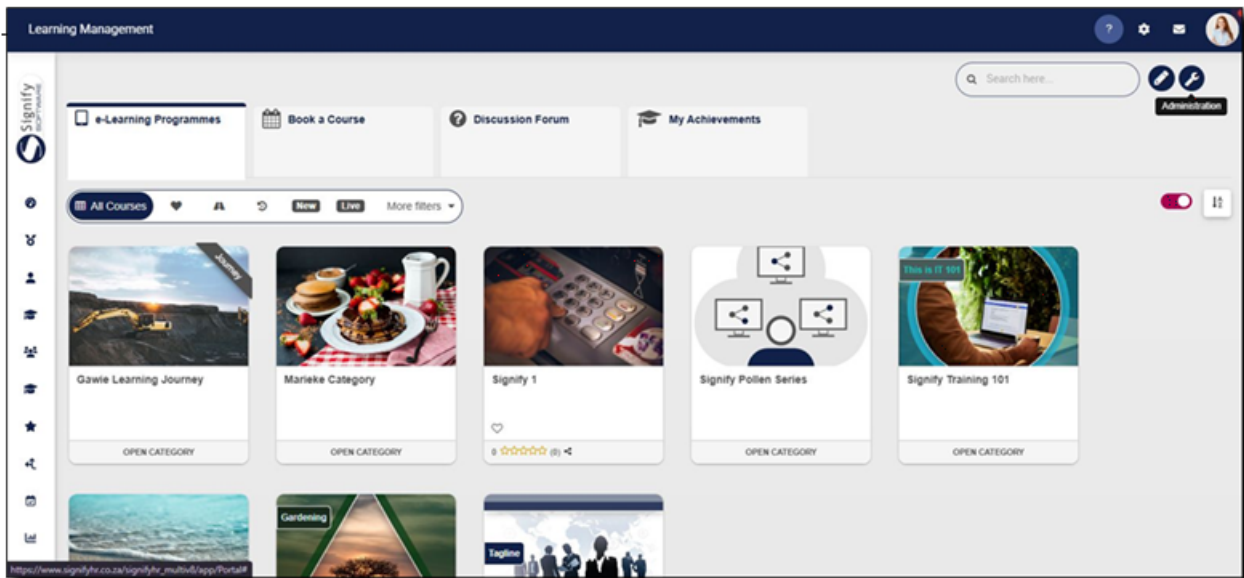 Learning Management
?
Signify
SOFTWARE
Search here...
Administration
e-Learning Programmes
Book a Course
Discussion Forum
My Achievements
All Courses
New
Live
More filters
Journey
This is IT 101
Gawie Learning Journey
Marieke Category
Signify 1
Signify Pollen Series
Signify Training 101
OPEN CATEGORY
OPEN CATEGORY
0 (0)
OPEN CATEGORY
OPEN CATEGORY
Gardening
Tagline
https://www.signifyhr.co.za/signifyhr_multiv8/app/Portal#